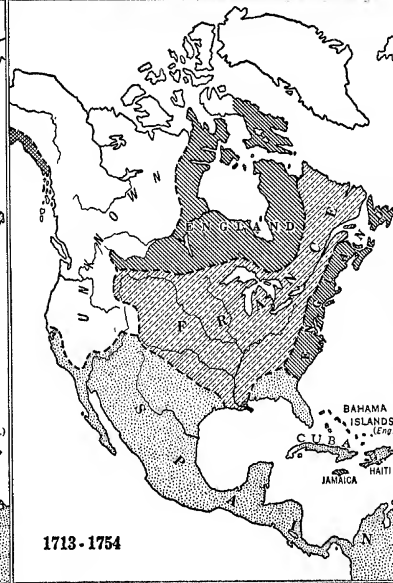 UNKNOWN
ENGLAND
FRANCE
ENGLAND
SPAIN
BAHAMA
ISLANDS
(Eng
CUBA
JAMAICA
HAITI
1713-1754